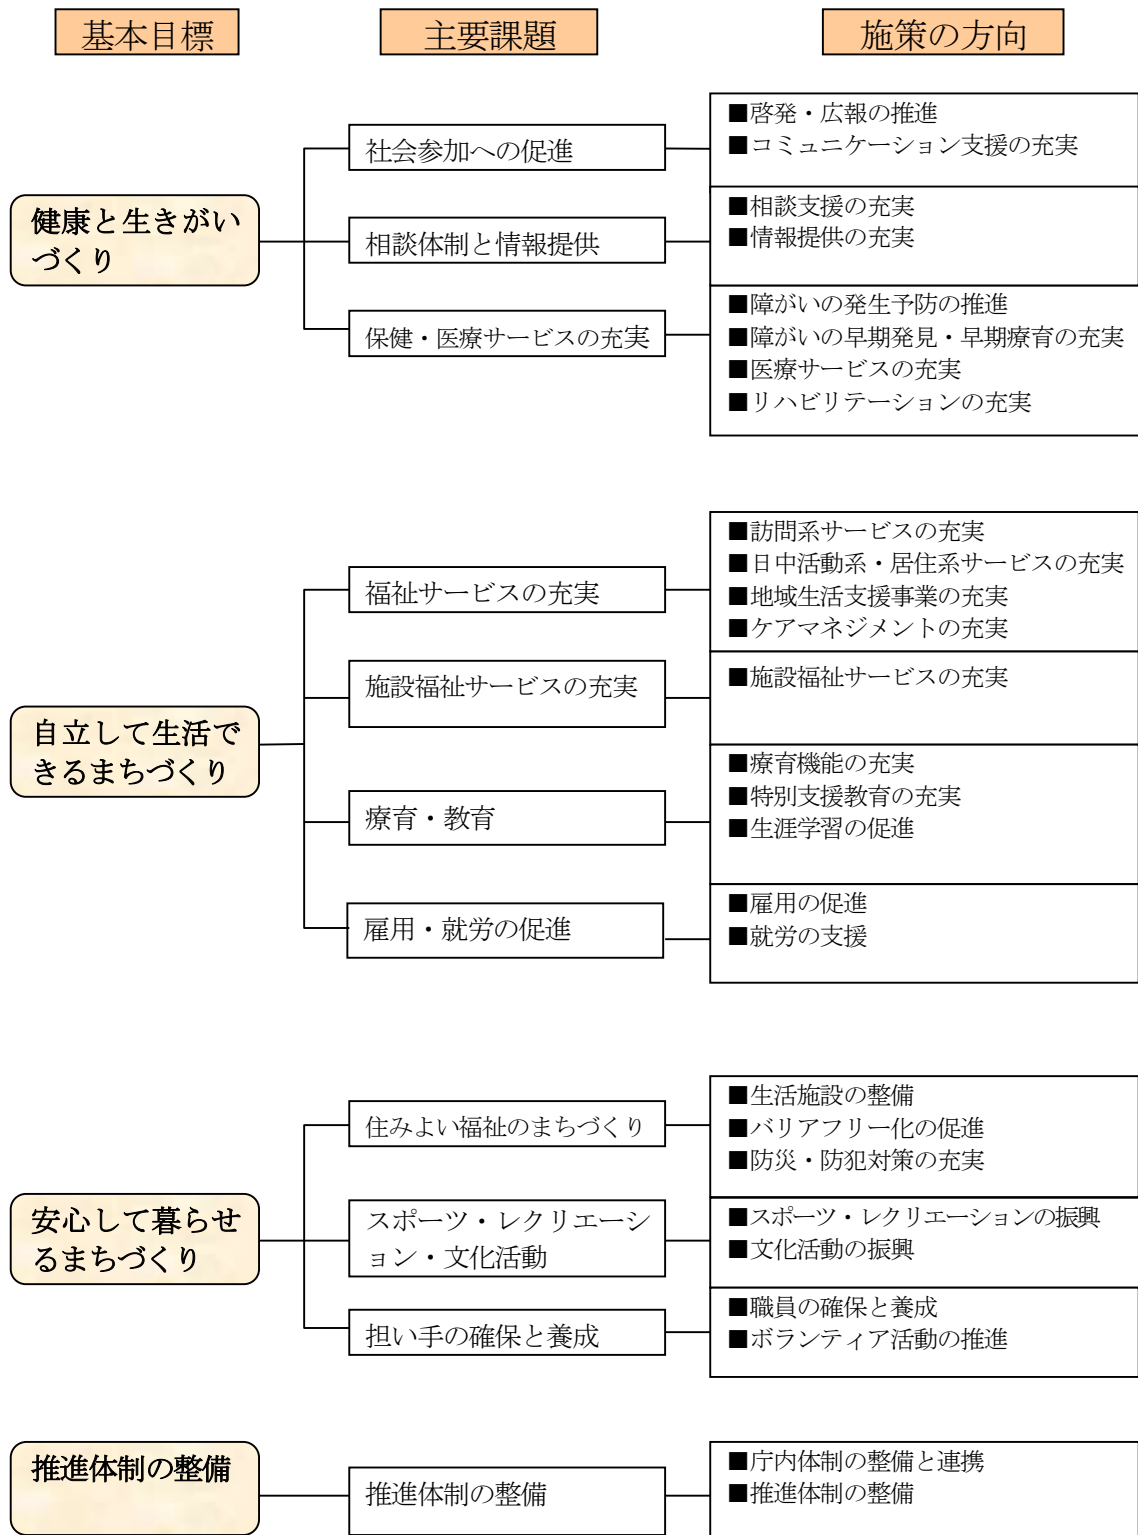 基本目標
主要課題
施策の方向
健康と生きがい
づくり
社会参加への促進
■啓発・広報の推進
■コミュニケーション支援の充実
相談体制と情報提供
■相談支援の充実
■情報提供の充実
保健・医療サービスの充実
■障がいの発生予防の推進
■障がいの早期発見・早期療育の充実
■医療サービスの充実
■リハビリテーションの充実
自立して生活で
きるまちづくり
福祉サービスの充実
■訪問系サービスの充実
■日中活動系・居住系サービスの充実
■地域生活支援事業の充実
■ケアマネジメントの充実
施設福祉サービスの充実
■施設福祉サービスの充実
療育・教育
■療育機能の充実
■特別支援教育の充実
■生涯学習の促進
雇用・就労の促進
■雇用の促進
■就労の支援
安心して暮らせ
るまちづくり
住みよい福祉のまちづくり
■生活施設の整備
■バリアフリー化の促進
■防災・防犯対策の充実
スポーツ・レクリエーシ
ョン・文化活動
■スポーツ・レクリエーションの振興
■文化活動の振興
担い手の確保と養成
■職員の確保と養成
■ボランティア活動の推進
推進体制の整備
推進体制の整備
■庁内体制の整備と連携
■推進体制の整備